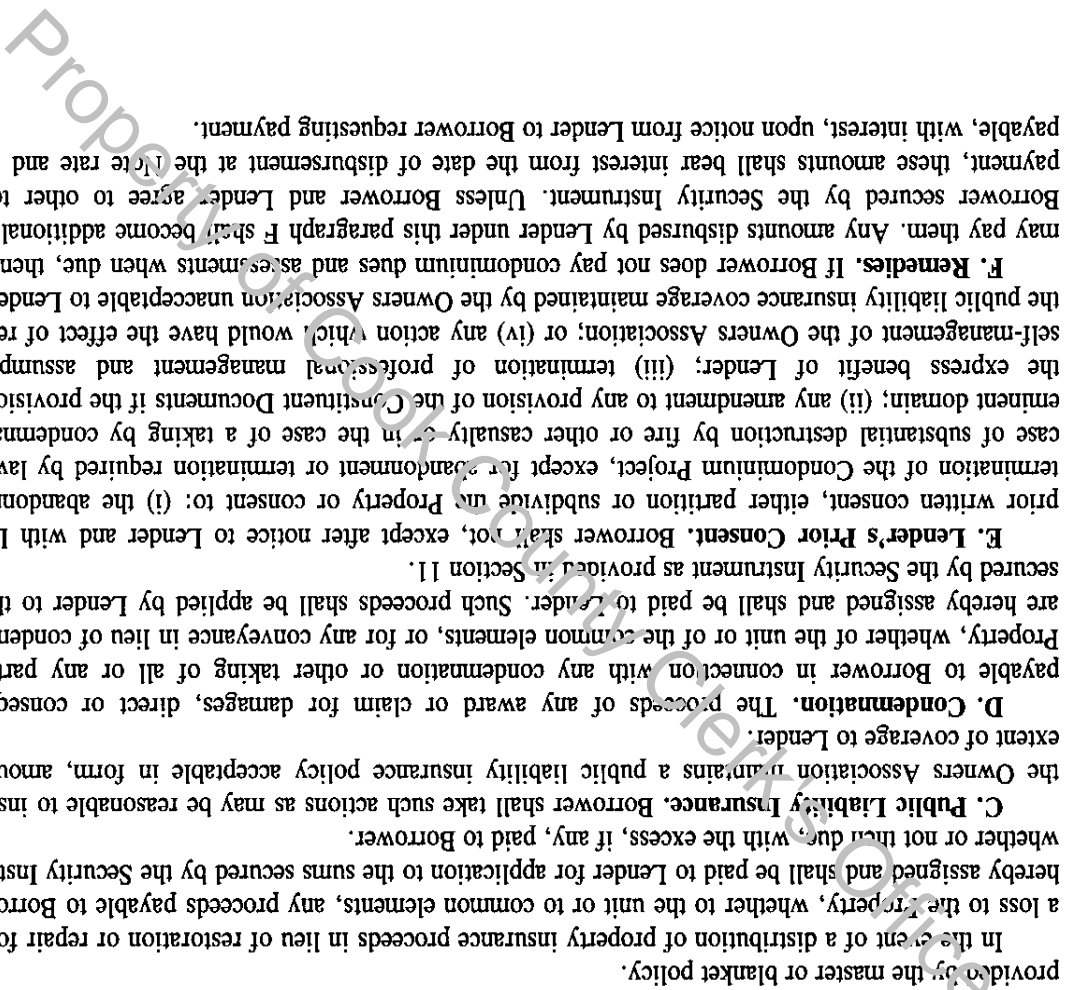 provided by the master or blanket policy.
In the event of a distribution of property insurance proceeds in lieu of restoration or repair fo
a loss to the Property, whether to the unit or to common elements, any proceeds payable to Borro
hereby assigned and shall be paid to Lender for application to the sums secured by the Security Inst
whether or not then due, with the excess, if any, paid to Borrower.
C. Public Liability Insurance. Borrower shall take such actions as may be reasonable to ins
the Owners Association maintains a public liability insurance policy acceptable in form, amou
extent of coverage to Lender.
D. Condemnation. The proceeds of any award or claim for damages, direct or conseq
payable to Borrower in connection with any condemnation or other taking of all or any part
Property, whether of the unit or of the common elements, or for any conveyance in lieu of conden
are hereby assigned and shall be paid to Lender. Such proceeds shall be applied by Lender to th
secured by the Security Instrument as provided in Section 11.
E. Lender's Prior Consent. Borrower shall not, except after notice to Lender and with L
prior written consent, either partition or subdivide the Property or consent to: (i) the abandonm
termination of the Condominium Project, except for abandonment or termination required by law
case of substantial destruction by fire or other casualty or in the case of a taking by condemna
eminent domain; (ii) any amendment to any provision of the Constituent Documents if the provisio
the express benefit of Lender; (iii) termination of professional management and assump
self-management of the Owners Association; or (iv) any action which would have the effect of re
the public liability insurance coverage maintained by the Owners Association unacceptable to Lende
F. Remedies. If Borrower does not pay condominium dues and assessments when due, then
may pay them. Any amounts disbursed by Lender under this paragraph F shall become additional
Borrower secured by the Security Instrument. Unless Borrower and Lender agree to other te
payment, these amounts shall bear interest from the date of disbursement at the Note rate and
payable, with interest, upon notice from Lender to Borrower requesting payment.
Property of Cook County Clerk's Office